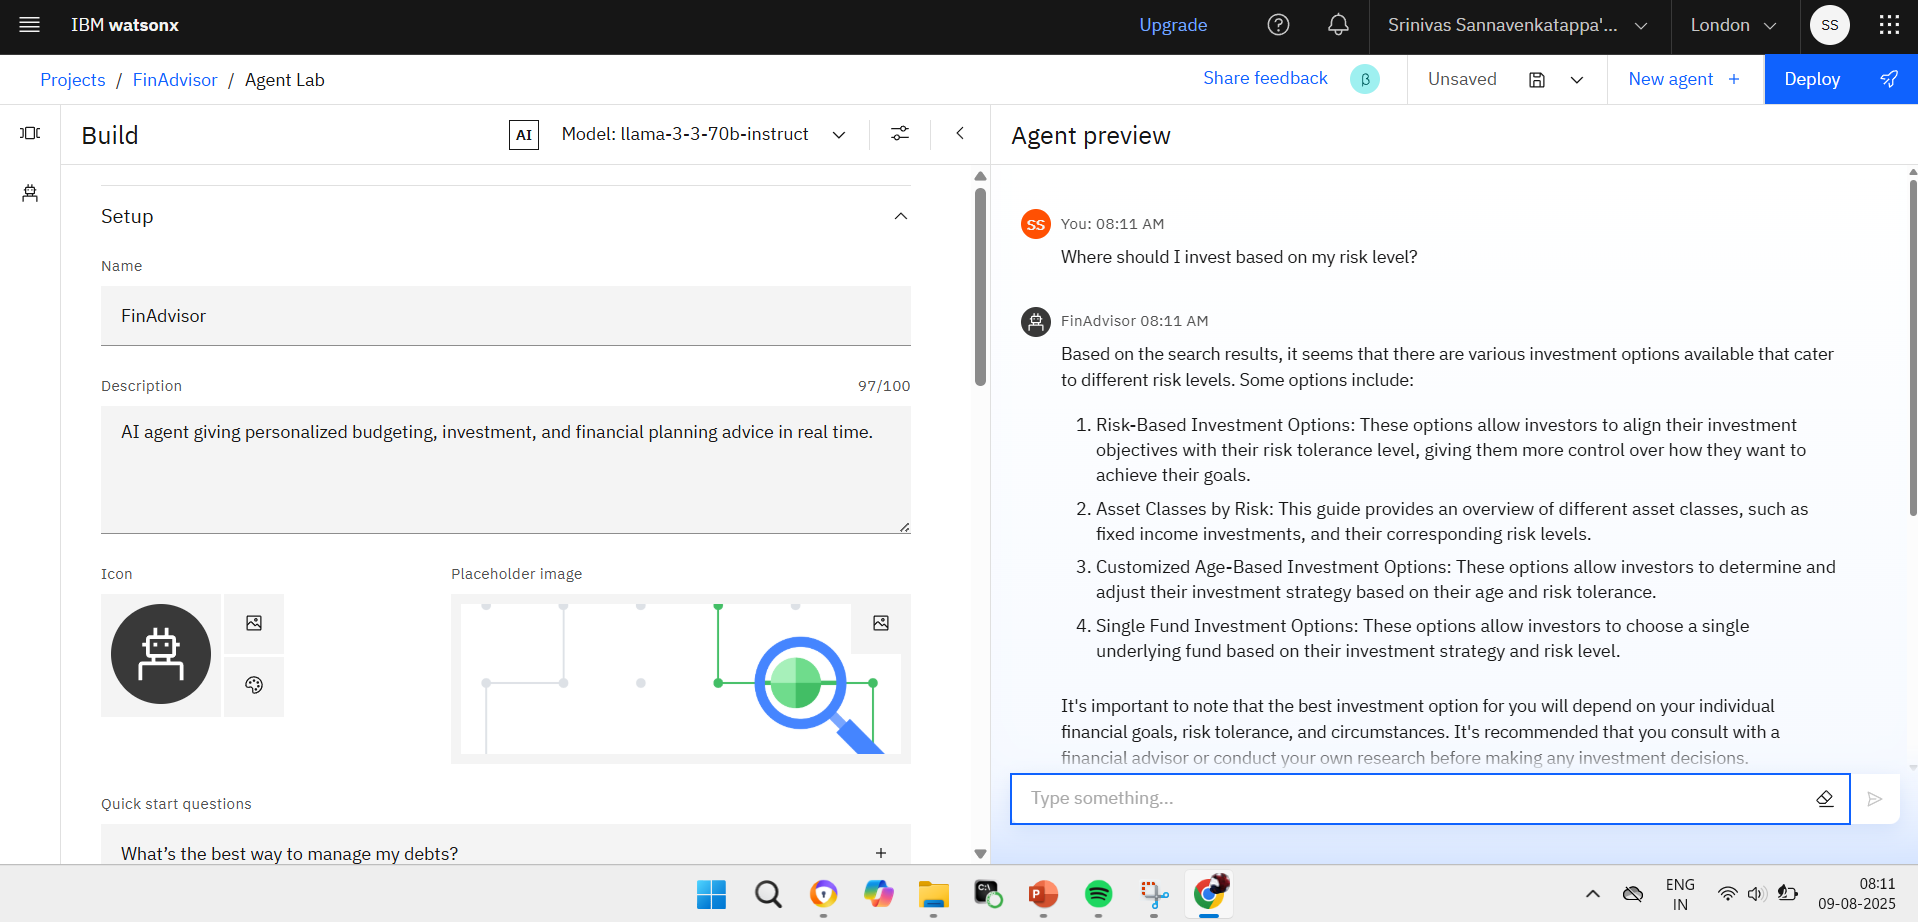 IBM watsonx
Upgrade
Srinivas Sannavenkatappa'...
London
SS
Projects / FinAdvisor / Agent Lab
Share feedback
β
Unsaved
New agent +
Deploy
Build
AI
Model: llama-3-3-70b-instruct
Agent preview
Setup
Name
FinAdvisor
Description
97/100
AI agent giving personalized budgeting, investment, and financial planning advice in real time.
Icon
Placeholder image
Quick start questions
What’s the best way to manage my debts?
SS
You: 08:11 AM
Where should I invest based on my risk level?
FinAdvisor 08:11 AM
Based on the search results, it seems that there are various investment options available that cater
to different risk levels. Some options include:
1. Risk-Based Investment Options: These options allow investors to align their investment
objectives with their risk tolerance level, giving them more control over how they want to
achieve their goals.
2. Asset Classes by Risk: This guide provides an overview of different asset classes, such as
fixed income investments, and their corresponding risk levels.
3. Customized Age-Based Investment Options: These options allow investors to determine and
adjust their investment strategy based on their age and risk tolerance.
4. Single Fund Investment Options: These options allow investors to choose a single
underlying fund based on their investment strategy and risk level.
It's important to note that the best investment option for you will depend on your individual
financial goals, risk tolerance, and circumstances. It's recommended that you consult with a
financial advisor or conduct your own research before making any investment decisions.
Type something...
ENG
IN
08:11
09-08-2025